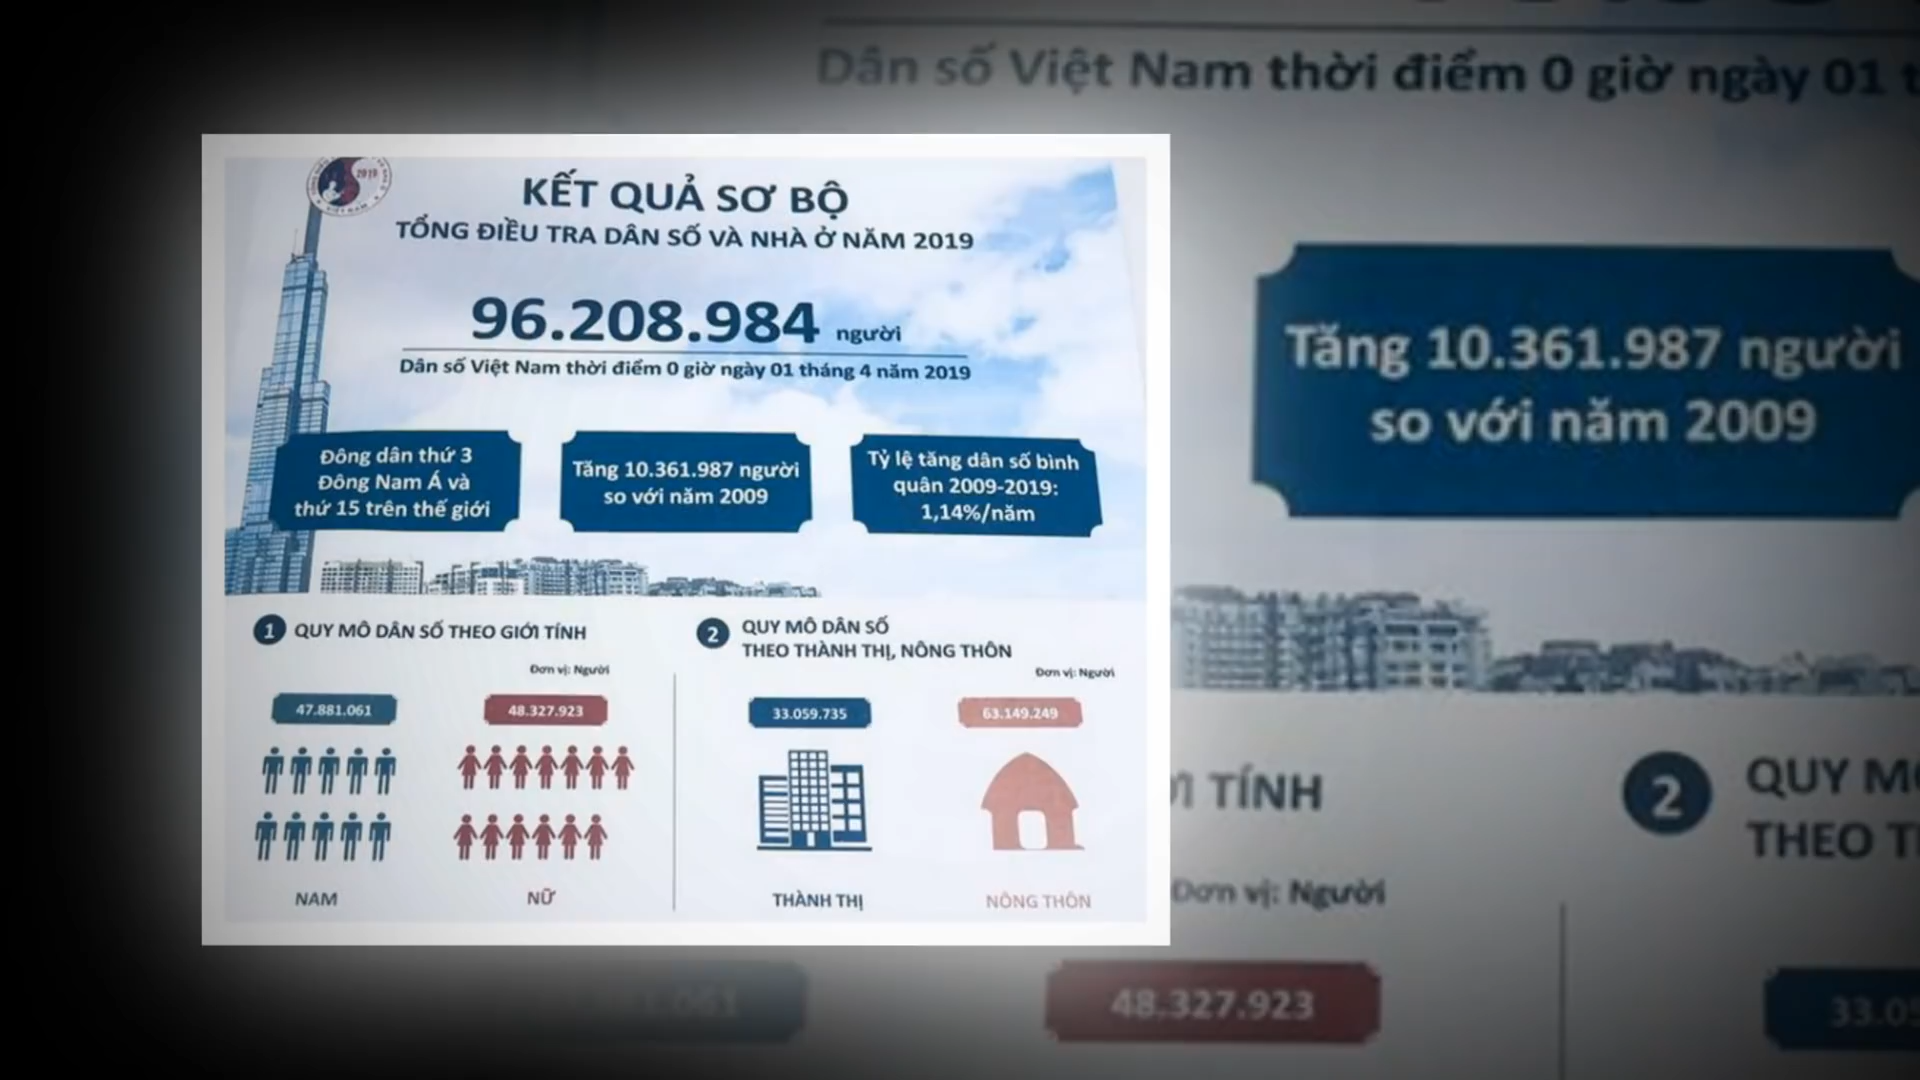 KẾT QUẢ SƠ BỘ
TỔNG ĐIỀU TRA DÂN SỐ VÀ NHÀ Ở NĂM 2019
96.208.984 người
Dân số Việt Nam thời điểm 0 giờ ngày 01 tháng 4 năm 2019
Đông dân thứ 3
Đông Nam Á và
thứ 15 trên thế giới
Tăng 10.361.987 người
so với năm 2009
Tỷ lệ tăng dân số bình
quân 2009-2019:
1,14%/năm
1 QUY MÔ DÂN SỐ THEO GIỚI TÍNH
Đơn vị: Người
47.881.061
48.327.923
NAM
NỮ
2 QUY MÔ DÂN SỐ
THEO THÀNH THỊ, NÔNG THÔN
Đơn vị: Người
33.059.735
63.149.249
THÀNH THỊ
NÔNG THÔN
2019
VIỆT NAM
Dân số Việt Nam thời điểm 0 giờ ngày 01
Tăng 10.361.987 người
so với năm 2009
TÍNH
2 QUY
THEO
Đơn vị: Người
48.327.923